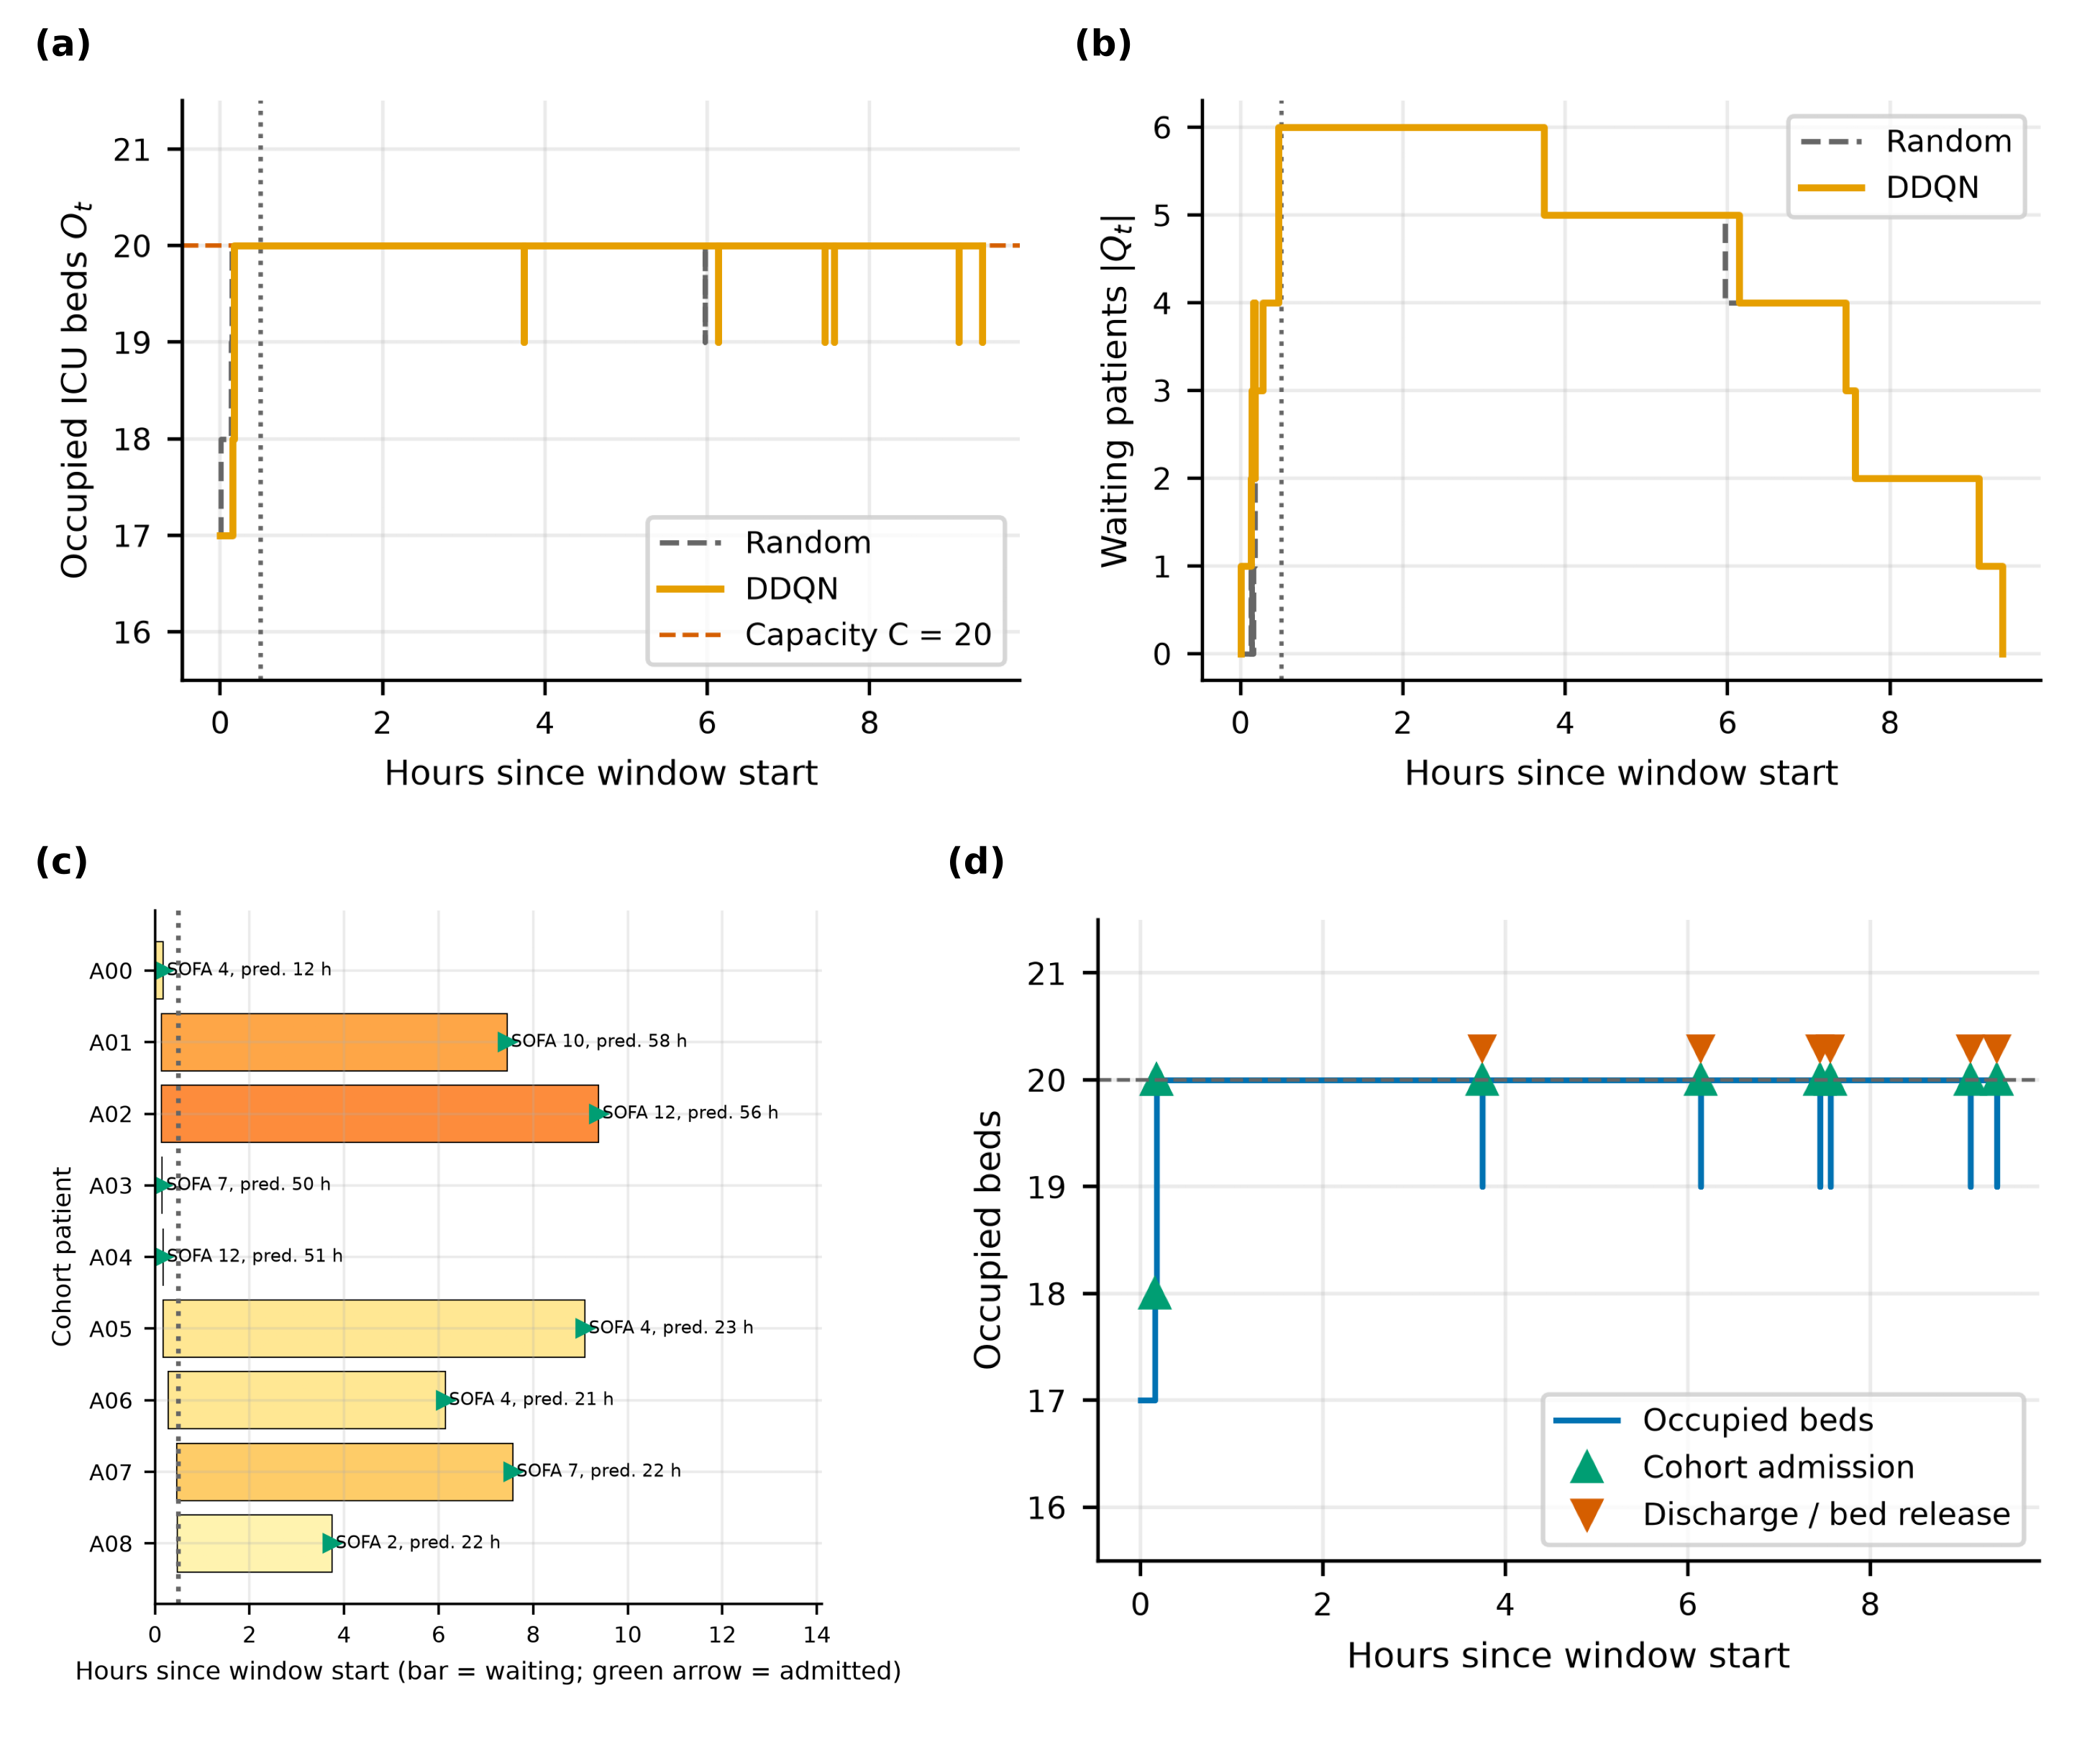 (a)
Occupied ICU beds Oₜ
21
20
19
18
17
16
Random
DDQN
Capacity C = 20
0 2 4 6 8
Hours since window start
(b)
Waiting patients |Qₜ|
6
5
4
3
2
1
0
Random
DDQN
0 2 4 6 8
Hours since window start
(c)
Cohort patient
A00 SOFA 4, pred. 12 h
A01 SOFA 10, pred. 58 h
A02 SOFA 12, pred. 56 h
A03 SOFA 7, pred. 50 h
A04 SOFA 12, pred. 51 h
A05 SOFA 4, pred. 23 h
A06 SOFA 4, pred. 21 h
A07 SOFA 7, pred. 22 h
A08 SOFA 2, pred. 22 h
0 2 4 6 8 10 12 14
Hours since window start (bar = waiting; green arrow = admitted)
(d)
Occupied beds
21
20
19
18
17
16
Occupied beds
Cohort admission
Discharge / bed release
0 2 4 6 8
Hours since window start